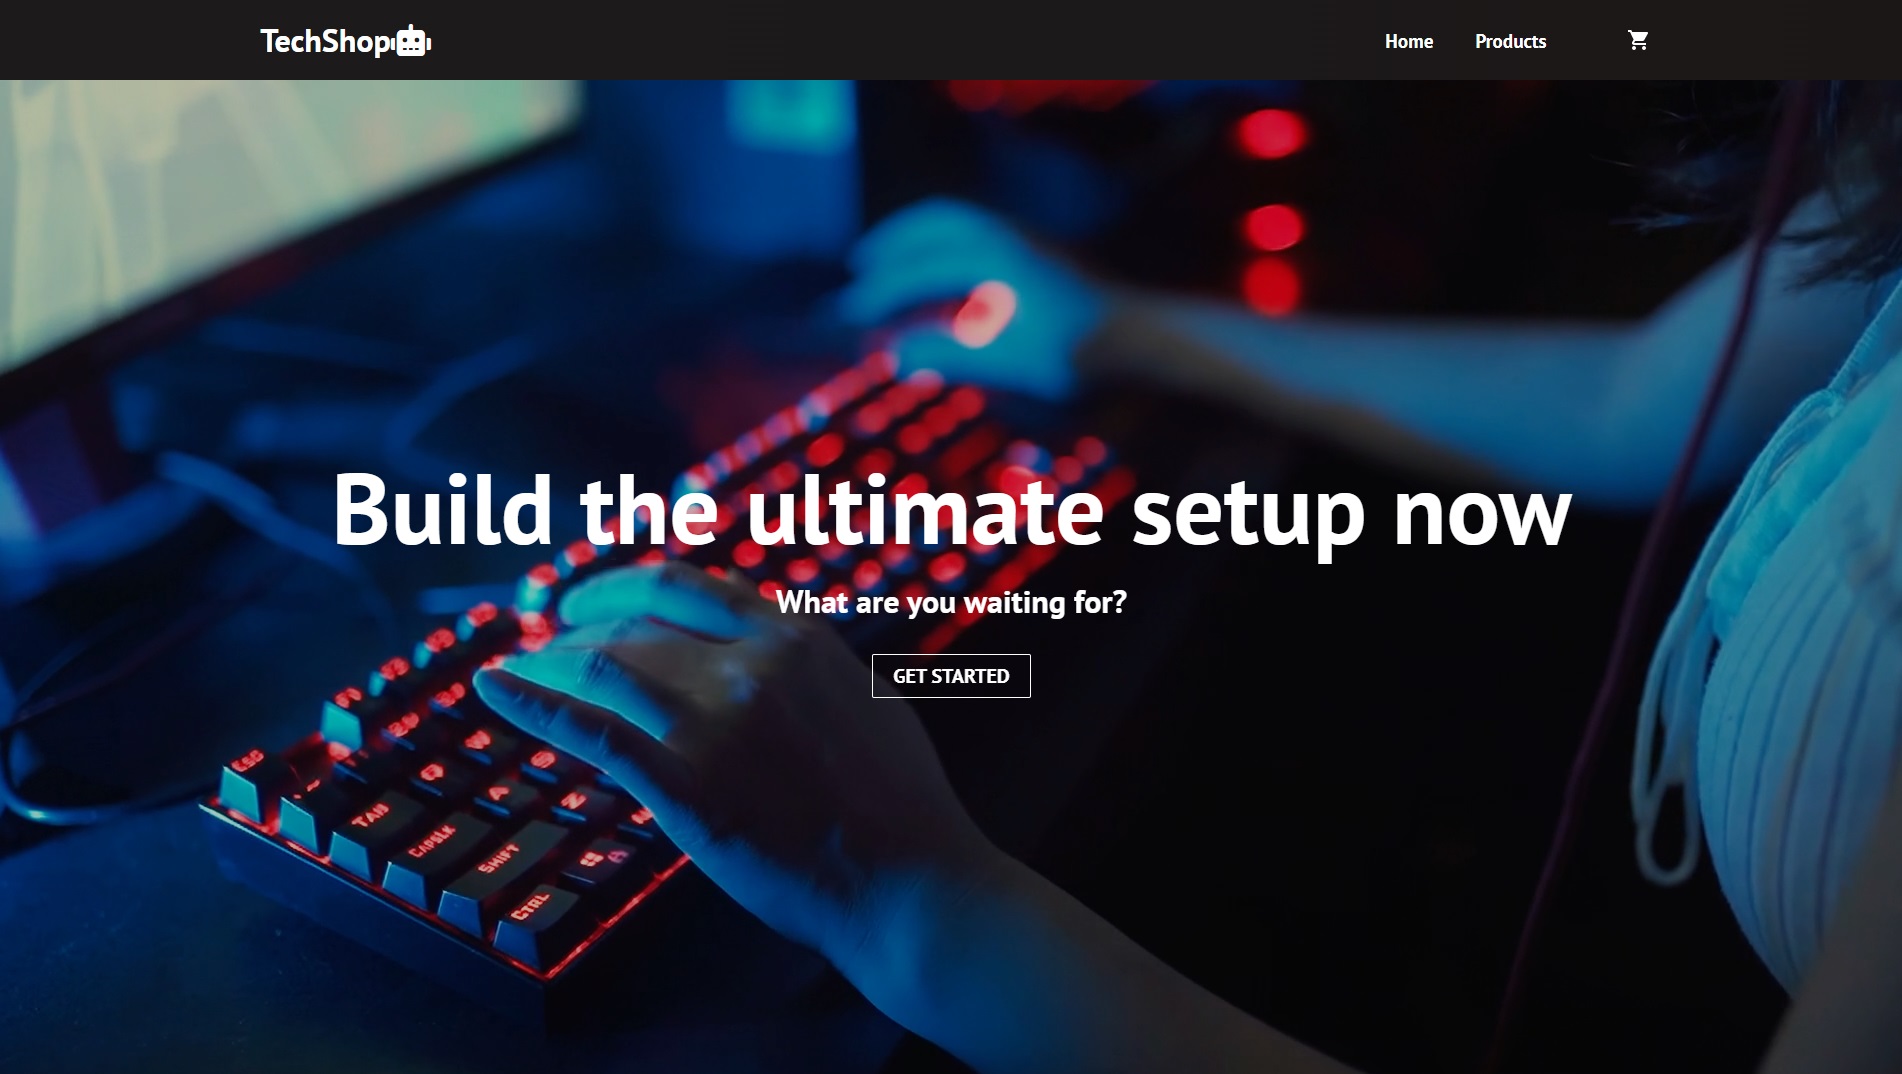 TechShop
Home
Products
Build the ultimate setup now
What are you waiting for?
GET STARTED
ESC
TAB
CAPSLK
SHIFT
CTRL
Q
W
A
S
Z